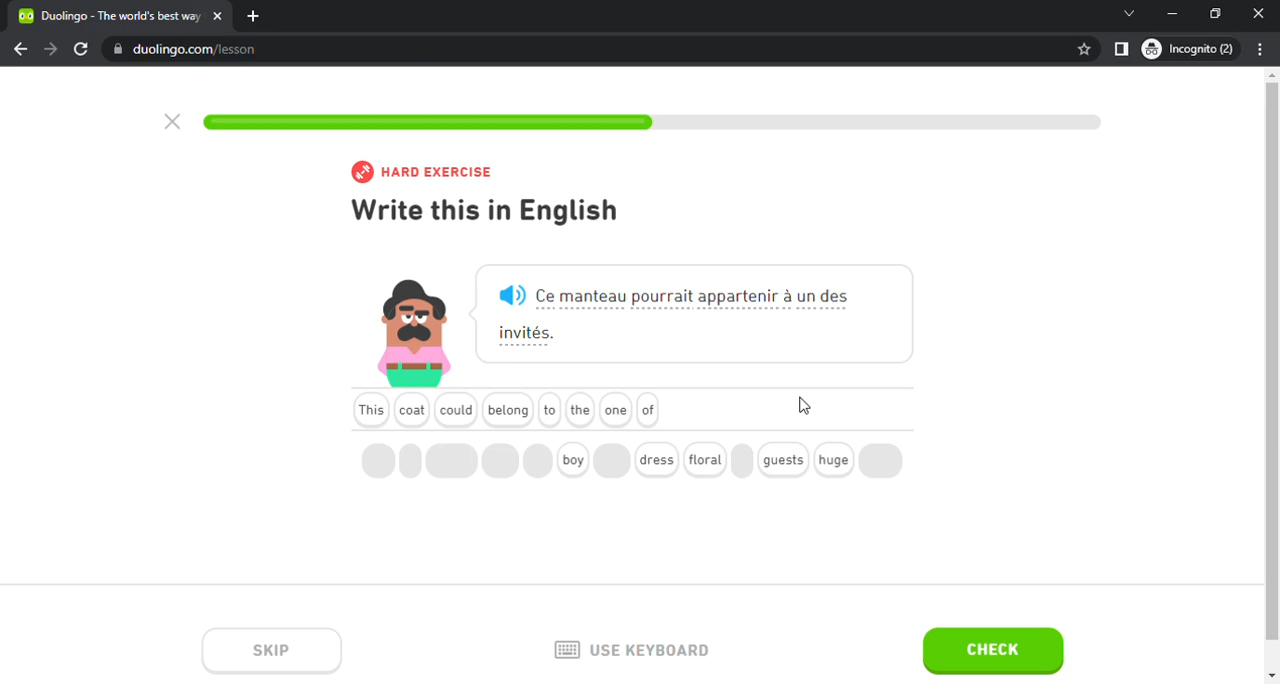 Duolingo - The world's best way
duolingo.com/lesson
Incognito (2)
HARD EXERCISE
Write this in English
Ce manteau pourrait appartenir à un des
invités.
This coat could belong to the one of
boy dress floral guests huge
SKIP
USE KEYBOARD
CHECK